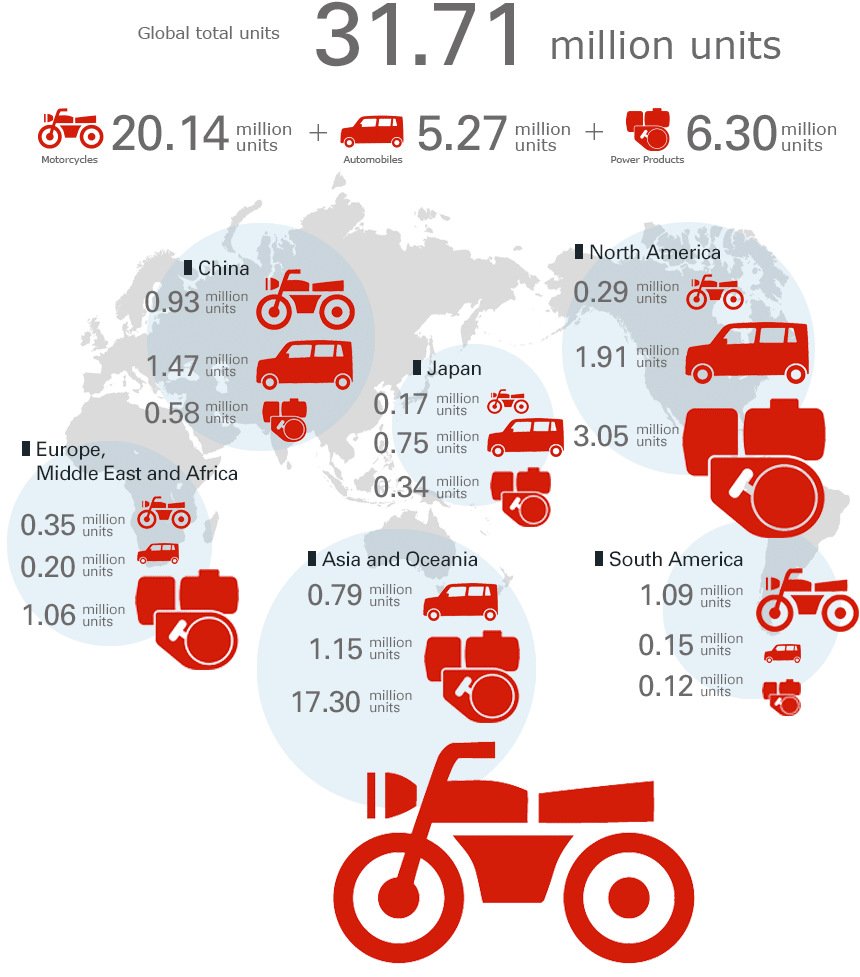 Global total units
31.71 million units
20.14 million
units
Motorcycles
+
5.27 million
units
Automobiles
+
6.30 million
units
Power Products
China
0.93 million
units
1.47 million
units
0.58 million
units
North America
0.29 million
units
1.91 million
units
3.05 million
units
Japan
0.17 million
units
0.75 million
units
0.34 million
units
Europe,
Middle East and Africa
0.35 million
units
0.20 million
units
1.06 million
units
Asia and Oceania
0.79 million
units
1.15 million
units
17.30 million
units
South America
1.09 million
units
0.15 million
units
0.12 million
units